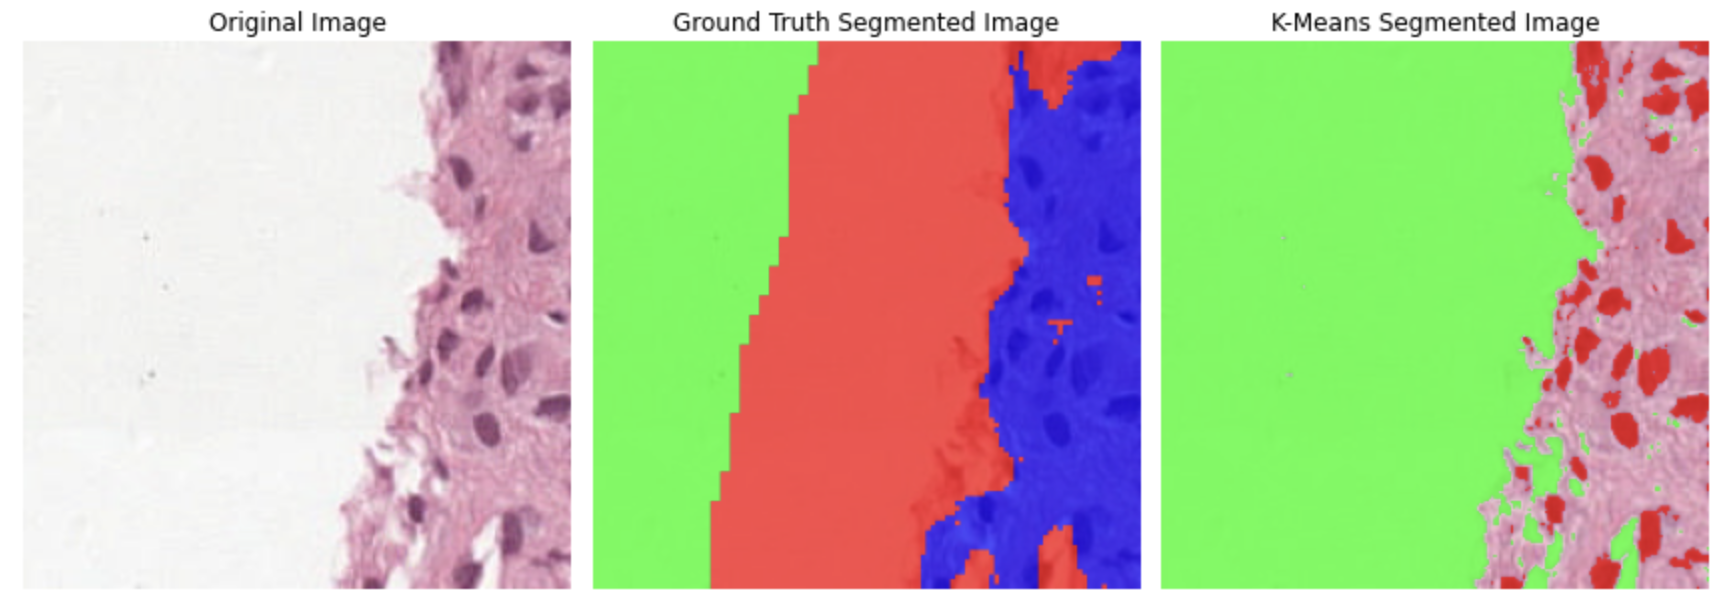 Original Image
Ground Truth Segmented Image
K-Means Segmented Image